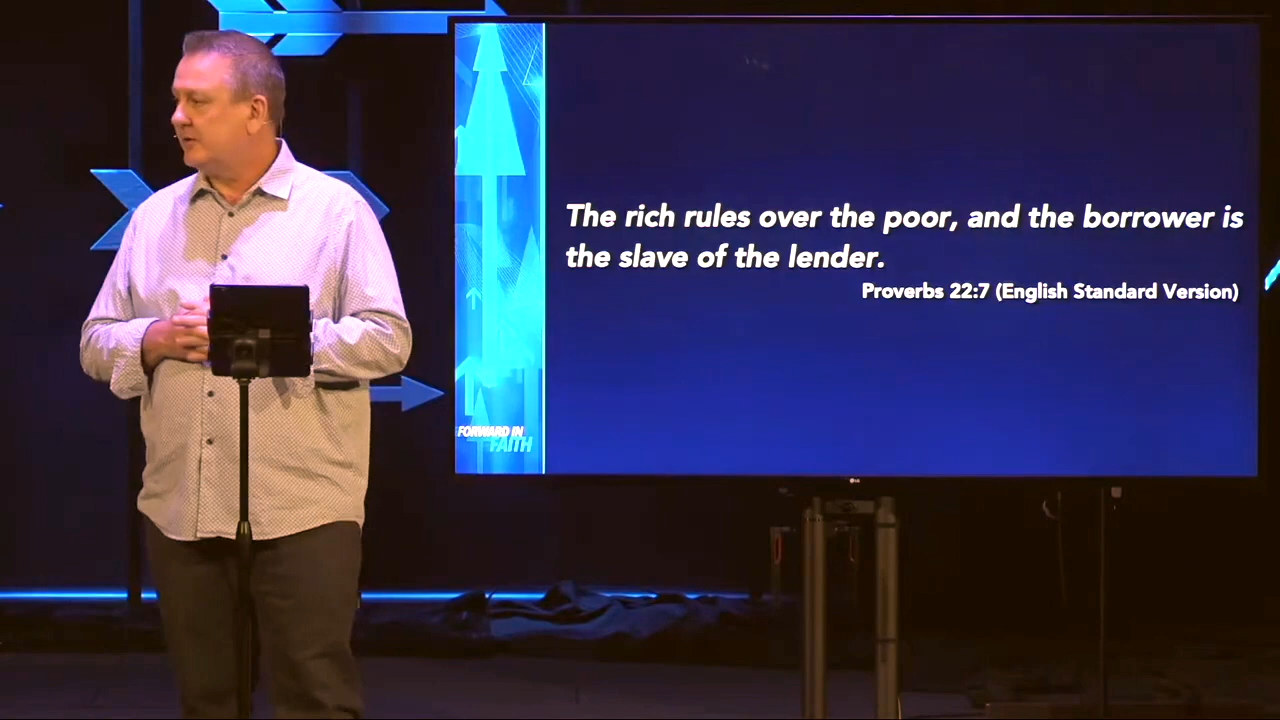 The rich rules over the poor, and the borrower is
the slave of the lender.
Proverbs 22:7 (English Standard Version)
FORWARD IN
FAITH
LG